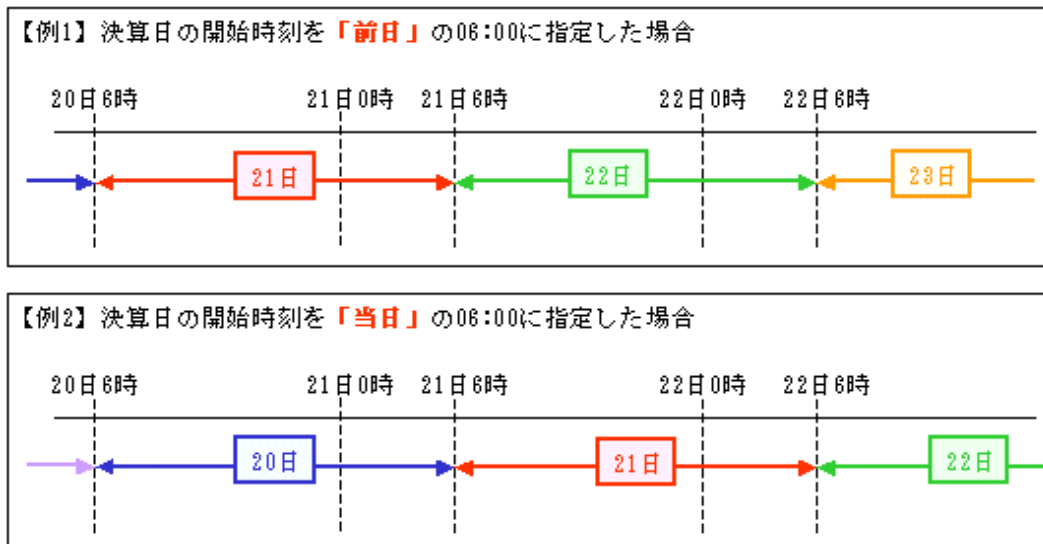 【例1】決算日の開始時刻を「前日」の06:00に指定した場合
20日6時 21日0時 21日6時 22日0時 22日6時
21日 22日 23日
【例2】決算日の開始時刻を「当日」の06:00に指定した場合
20日6時 21日0時 21日6時 22日0時 22日6時
20日 21日 22日